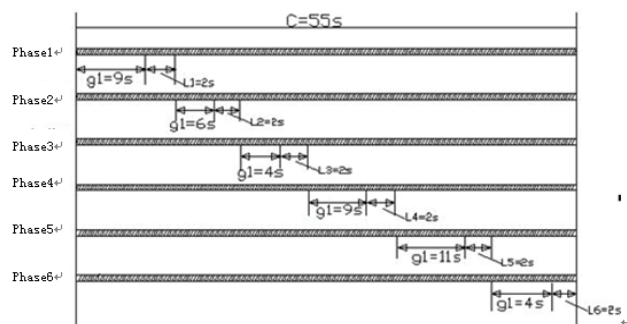 C=55s
Phase1
g1=9s L1=2s
Phase2
g1=6s L2=2s
Phase3
g1=4s L3=2s
Phase4
g1=9s L4=2s
Phase5
g1=11s L5=2s
Phase6
g1=4s L6=2s